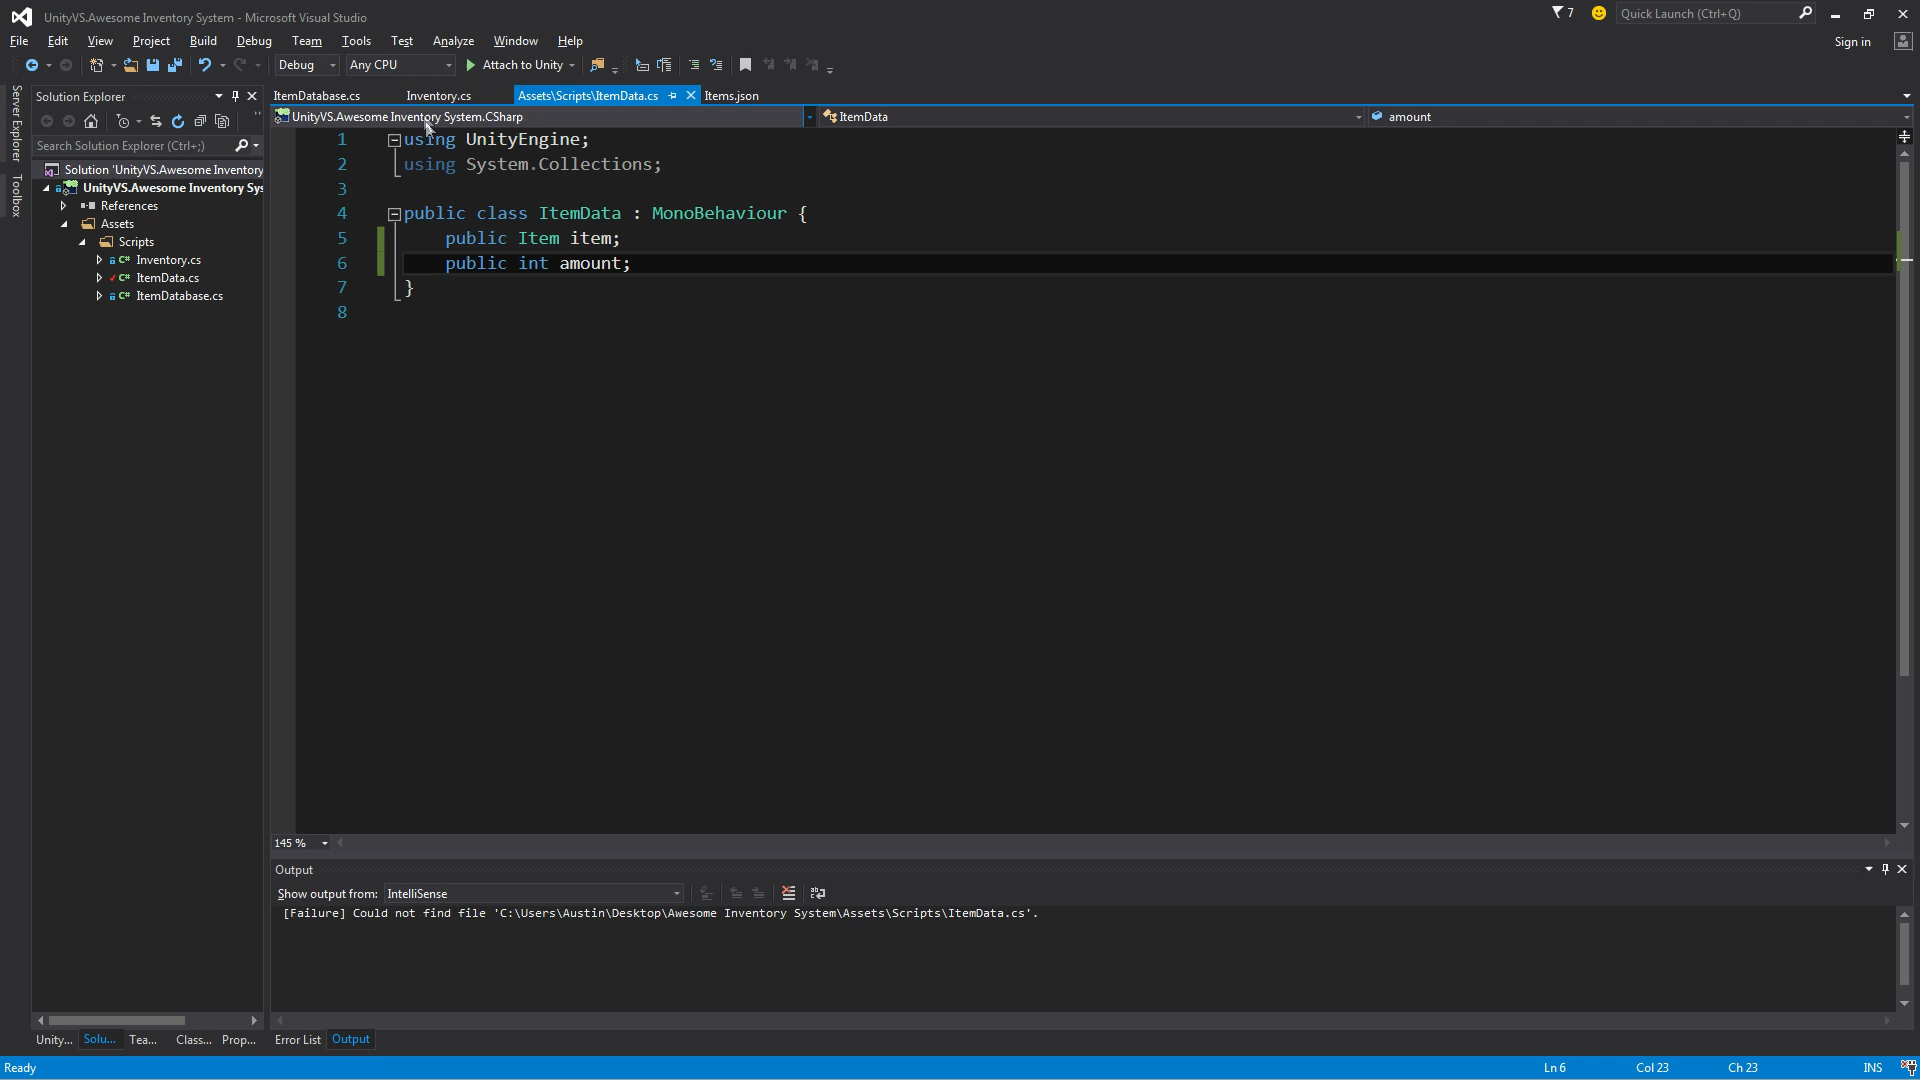 UnityVS.Awesome Inventory System - Microsoft Visual Studio
7
Quick Launch (Ctrl+Q)
File Edit View Project Build Debug Team Tools Test Analyze Window Help
Sign in
Debug Any CPU Attach to Unity
Server Explorer
Toolbox
Solution Explorer
Search Solution Explorer (Ctrl+;)
Solution 'UnityVS.Awesome Inventory
UnityVS.Awesome Inventory Sys
References
Assets
Scripts
C# Inventory.cs
C# ItemData.cs
C# ItemDatabase.cs
ItemDatabase.cs Inventory.cs Assets\Scripts\ItemData.cs Items.json
UnityVS.Awesome Inventory System.CSharp ItemData amount
1 using UnityEngine;
2 using System.Collections;
3
4 public class ItemData : MonoBehaviour {
5 public Item item;
6 public int amount;
7 }
8
145 %
Output
Show output from: IntelliSense
[Failure] Could not find file 'C:\Users\Austin\Desktop\Awesome Inventory System\Assets\Scripts\ItemData.cs'.
Unity... Solu... Tea... Class... Prop... Error List Output
Ready Ln 6 Col 23 Ch 23 INS